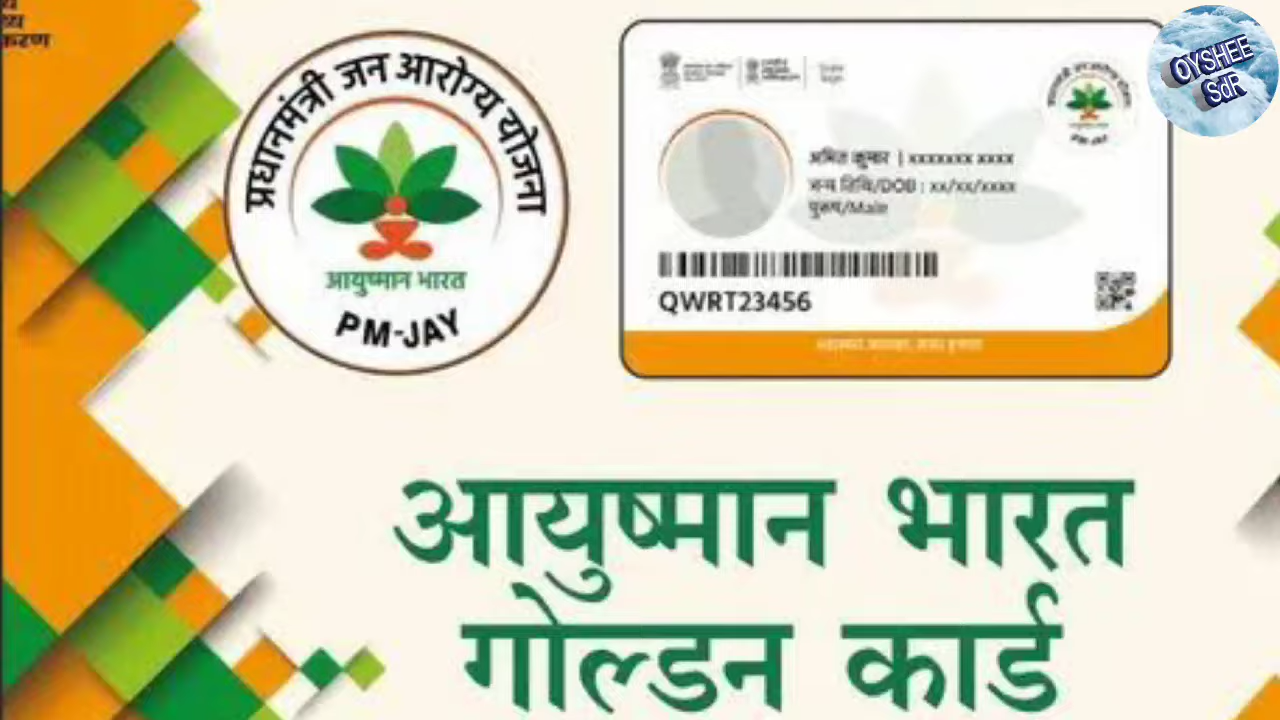 करण
प्रधानमंत्री जन आरोग्य योजना
आयुष्मान भारत
PM-JAY
अमित कुमार | xxxxxxx xxxx
जन्म तिथि/DOB : xx/xx/xxxx
पुरुष/Male
QWRT23456
OYSHEE
SdR
आयुष्मान भारत
गोल्डन कार्ड